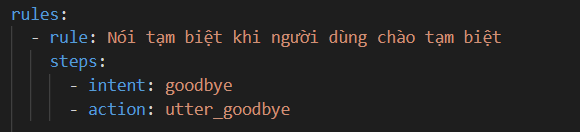 rules:
- rule: Nói tạm biệt khi người dùng chào tạm biệt
steps:
- intent: goodbye
- action: utter_goodbye